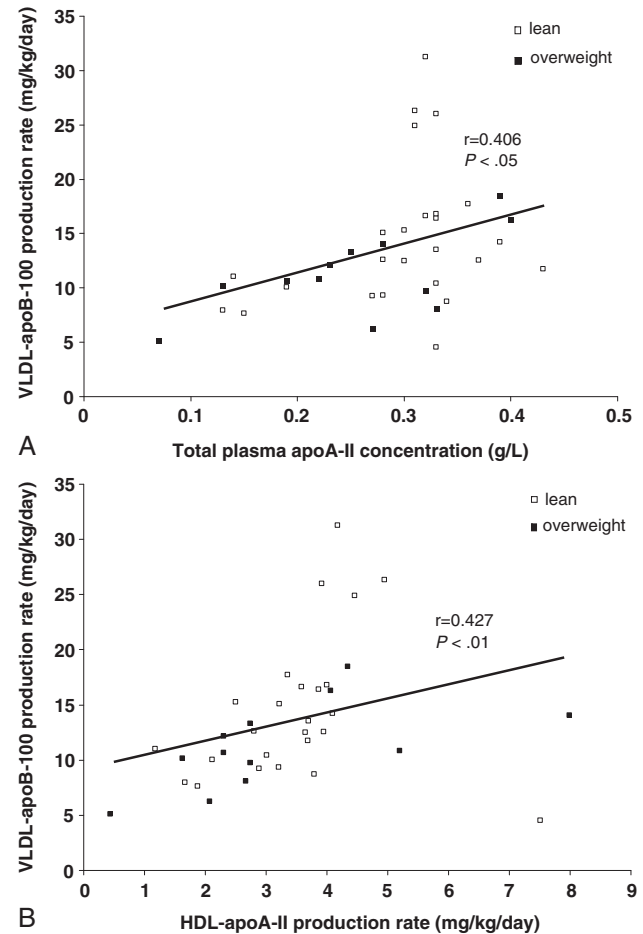 35
30
25
20
15
10
5
0
VLDL-apoB-100 production rate (mg/kg/day)
lean
overweight
r=0.406
P < .05
0 0.1 0.2 0.3 0.4 0.5
A
Total plasma apoA-II concentration (g/L)
35
30
25
20
15
10
5
0
VLDL-apoB-100 production rate (mg/kg/day)
lean
overweight
r=0.427
P < .01
1 2 3 4 5 6 7 8 9
B
HDL-apoA-II production rate (mg/kg/day)